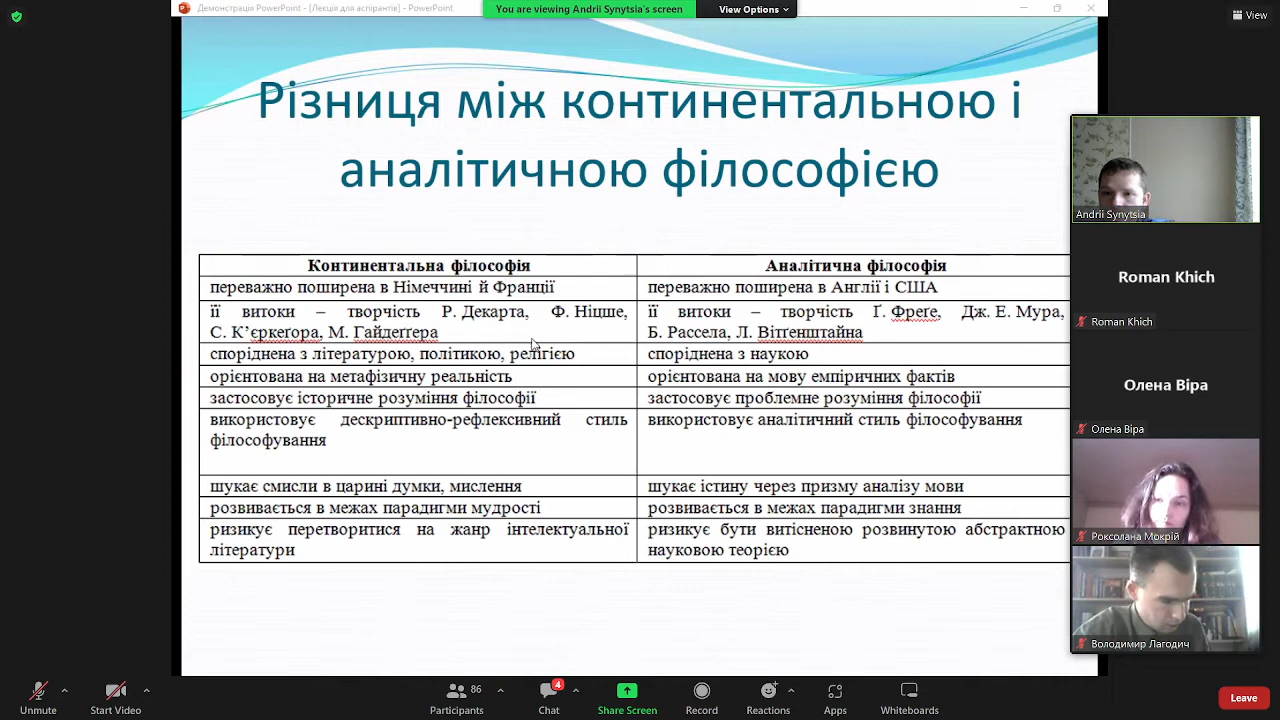 Демонстрація PowerPoint - [Лекція для аспірантів] - PowerPoint
You are viewing Andrii Synytsia's screen
View Options
View
Різниця між континентальною і
аналітичною філософією
Континентальна філософія
Аналітична філософія
переважно поширена в Німеччині й Франції
переважно поширена в Англії і США
її витоки – творчість Р. Декарта, Ф. Ніцше,
С. К’єркеґора, М. Гайдеґґера
її витоки – творчість Ґ. Фреґе, Дж. Е. Мура,
Б. Рассела, Л. Вітґенштайна
споріднена з літературою, політикою, релігією
споріднена з наукою
орієнтована на метафізичну реальність
орієнтована на мову емпіричних фактів
застосовує історичне розуміння філософії
застосовує проблемне розуміння філософії
використовує дескриптивно-рефлексивний стиль
філософування
використовує аналітичний стиль філософування
шукає смисли в царині думки, мислення
шукає істину через призму аналізу мови
розвивається в межах парадигми мудрості
розвивається в межах парадигми знання
ризикує перетворитися на жанр інтелектуальної
літератури
ризикує бути витісненою розвинутою абстрактною
науковою теорією
Andrii Synytsia
Roman Khich
Roman Khich
Олена Віра
Олена Віра
Роксолана Мокрій
Володимир Лагодич
Unmute
Start Video
86
Participants
4
Chat
Share Screen
Record
Reactions
Apps
Whiteboards
Leave